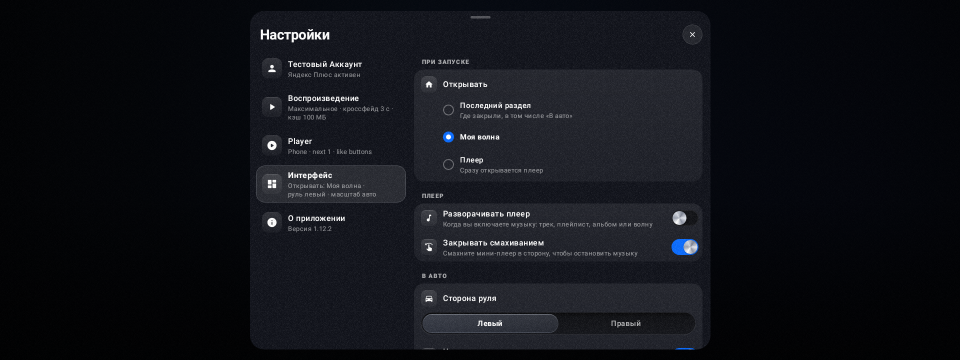 Настройки
Тестовый Аккаунт
Яндекс Плюс активен
Воспроизведение
Максимальное · кроссфейд 3 с ·
кэш 100 МБ
Player
Phone · next 1 · like buttons
Интерфейс
Открывать: Моя волна ·
руль левый · масштаб авто
О приложении
Версия 1.12.2
ПРИ ЗАПУСКЕ
Открывать
Последний раздел
Где закрыли, в том числе «В авто»
Моя волна
Плеер
Сразу открывается плеер
ПЛЕЕР
Разворачивать плеер
Когда вы включаете музыку: трек, плейлист, альбом или волну
Закрывать смахиванием
Смахните мини-плеер в сторону, чтобы остановить музыку
В АВТО
Сторона руля
Левый
Правый